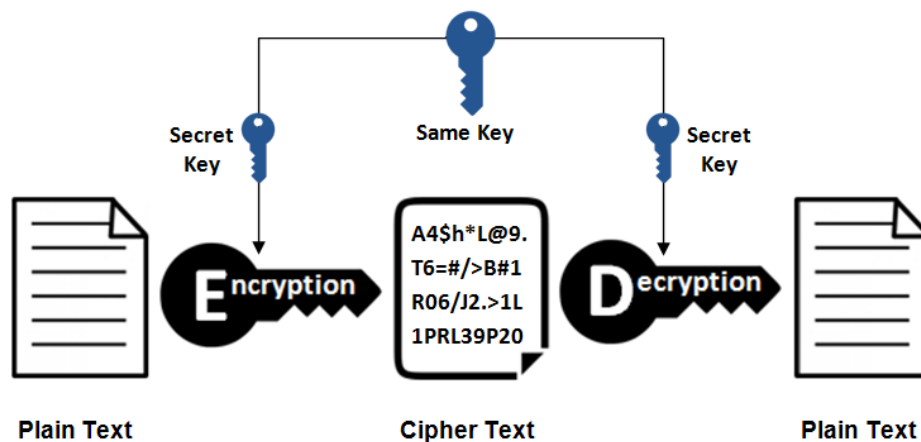 Same Key
Secret
Key
Secret
Key
Encryption
A4$h*L@9.
T6=#/>B#1
R06/J2.>1L
1PRL39P20
Decryption
Plain Text
Cipher Text
Plain Text